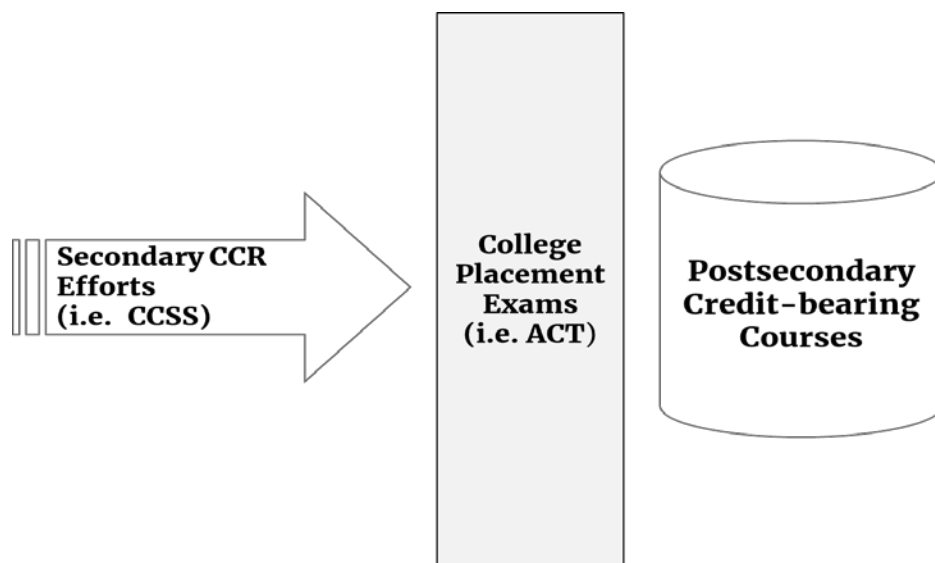 Secondary CCR
Efforts
(i.e. CCSS)
College
Placement
Exams
(i.e. ACT)
Postsecondary
Credit-bearing
Courses